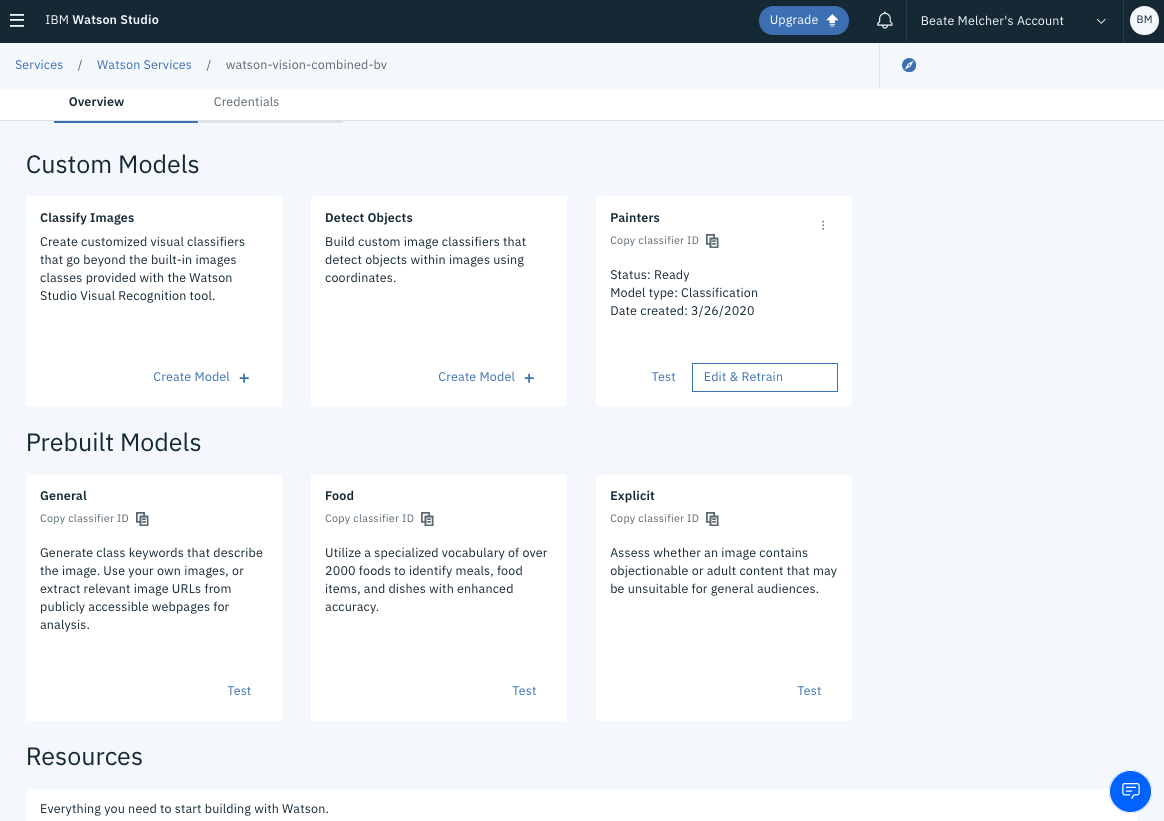 IBM Watson Studio
Upgrade
Beate Melcher's Account
BM
Services / Watson Services / watson-vision-combined-bv
Overview
Credentials
Custom Models
Classify Images
Create customized visual classifiers
that go beyond the built-in images
classes provided with the Watson
Studio Visual Recognition tool.
Create Model +
Detect Objects
Build custom image classifiers that
detect objects within images using
coordinates.
Create Model +
Painters
Copy classifier ID
Status: Ready
Model type: Classification
Date created: 3/26/2020
Test
Edit & Retrain
Prebuilt Models
General
Copy classifier ID
Generate class keywords that describe
the image. Use your own images, or
extract relevant image URLs from
publicly accessible webpages for
analysis.
Test
Food
Copy classifier ID
Utilize a specialized vocabulary of over
2000 foods to identify meals, food
items, and dishes with enhanced
accuracy.
Test
Explicit
Copy classifier ID
Assess whether an image contains
objectionable or adult content that may
be unsuitable for general audiences.
Test
Resources
Everything you need to start building with Watson.